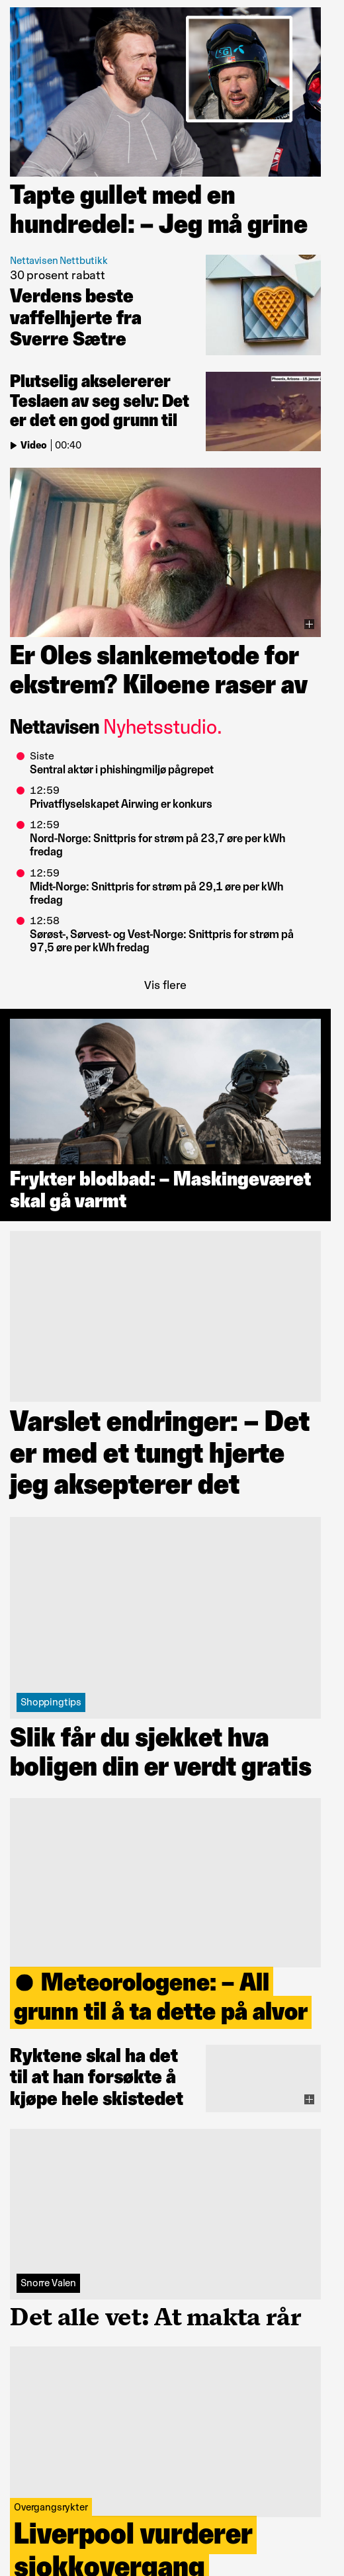 Tapte gullet med en
hundredel: – Jeg må grine
Nettavisen Nettbutikk
30 prosent rabatt
Verdens beste
vaffelhjerte fra
Sverre Sætre
Plutselig akselererer
Teslaen av seg selv: Det
er det en god grunn til
Video | 00:40
Er Oles slankemetode for
ekstrem? Kiloene raser av
Nettavisen Nyhetsstudio.
Siste
Sentral aktør i phishingmiljø pågrepet
12:59
Privatflyselskapet Airwing er konkurs
12:59
Nord-Norge: Snittpris for strøm på 23,7 øre per kWh
fredag
12:59
Midt-Norge: Snittpris for strøm på 29,1 øre per kWh
fredag
12:58
Sørøst-, Sørvest- og Vest-Norge: Snittpris for strøm på
97,5 øre per kWh fredag
Vis flere
Frykter blodbad: – Maskingeværet
skal gå varmt
Varslet endringer: – Det
er med et tungt hjerte
jeg aksepterer det
Shoppingtips
Slik får du sjekket hva
boligen din er verdt gratis
Meteorologene: – All
grunn til å ta dette på alvor
Ryktene skal ha det
til at han forsøkte å
kjøpe hele skistedet
Snorre Valen
Det alle vet: At makta rår
Overgangsrykter
Liverpool vurderer
sjokkovergang